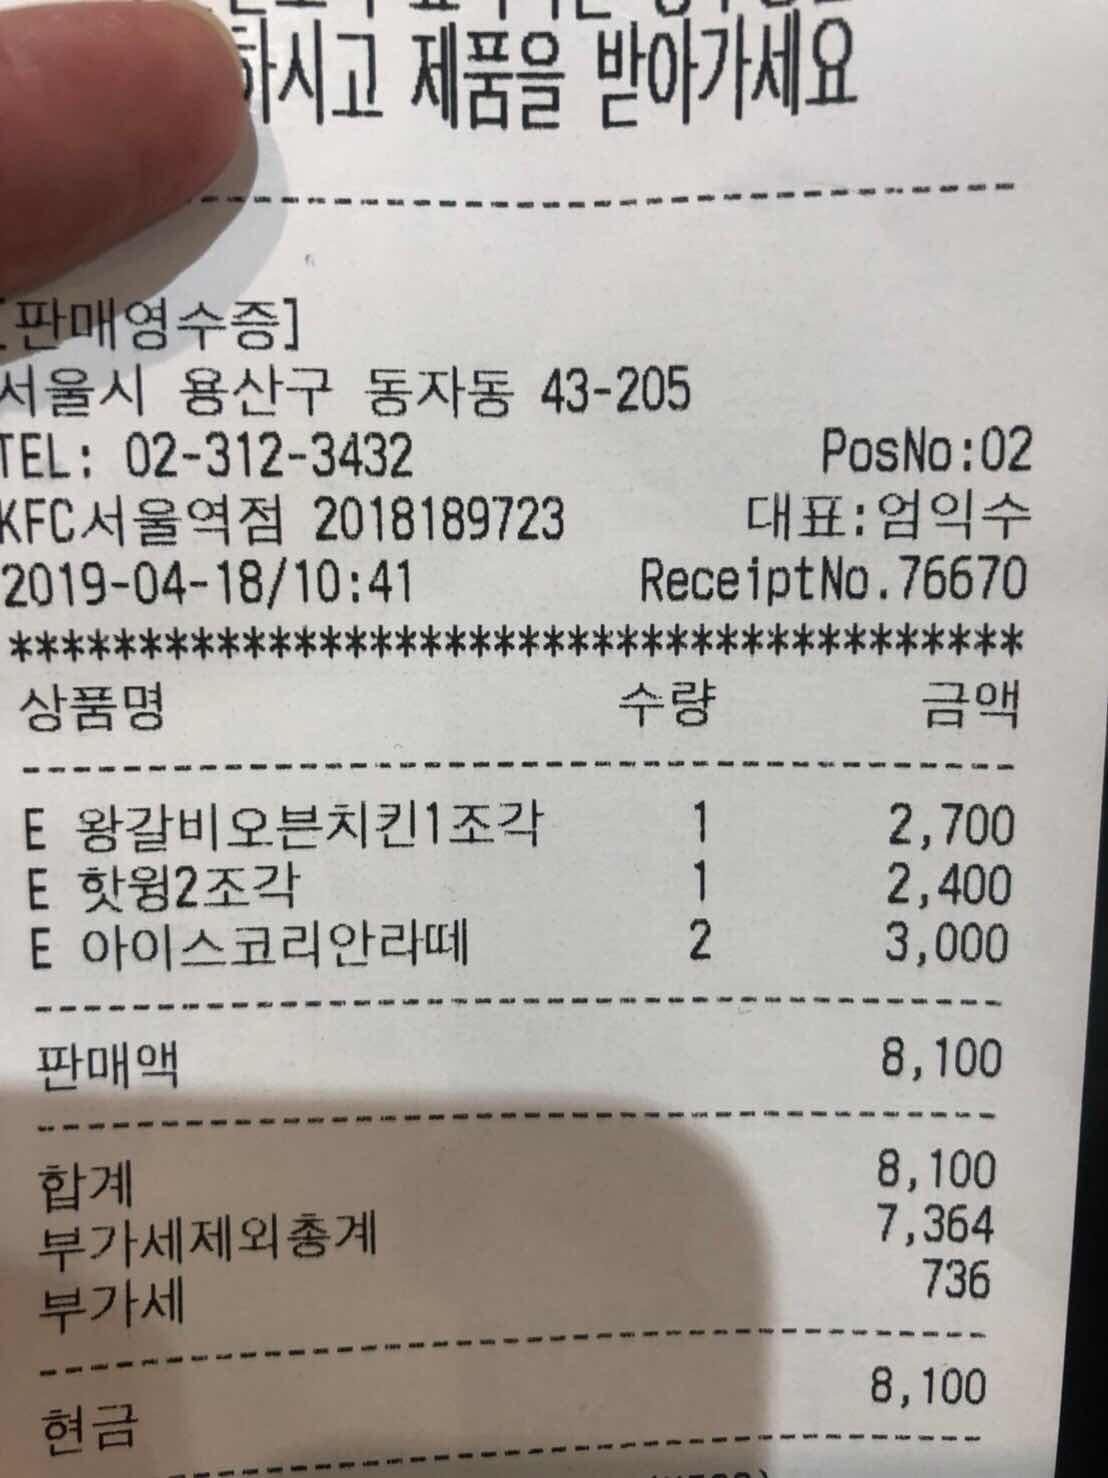 하시고 제품을 받아가세요
[판매영수증]
서울시 용산구 동자동 43-205
TEL: 02-312-3432 PosNo:02
KFC서울역점 2018189723 대표:엄익수
2019-04-18/10:41 ReceiptNo.76670
****************************************
상품명 수량 금액
E 왕갈비오븐치킨1조각 1 2,700
E 핫윙2조각 1 2,400
E 아이스코리안라떼 2 3,000
판매액 8,100
합계 8,100
부가세제외총계 7,364
부가세 736
현금 8,100